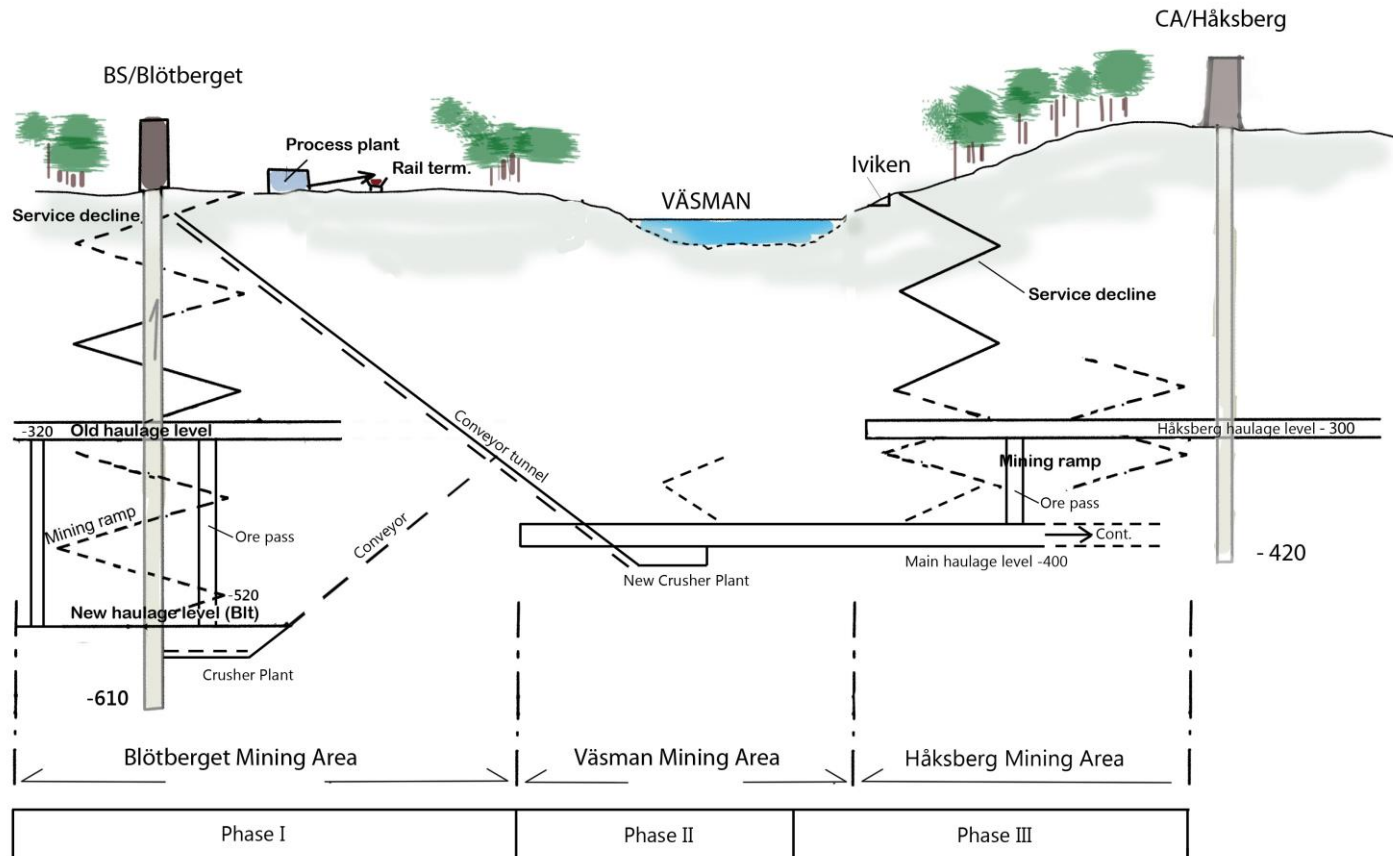 CA/Håksberg
BS/Blötberget
Process plant
Rail term.
Iviken
VÄSMAN
Service decline
Service decline
-320
Old haulage level
Håksberg haulage level - 300
Conveyor tunnel
Mining ramp
Mining ramp
Ore pass
Ore pass
Conveyor
Cont.
Main haulage level -400
- 420
New Crusher Plant
-520
New haulage level (Blt)
Crusher Plant
-610
Blötberget Mining Area
Väsman Mining Area
Håksberg Mining Area
Phase I
Phase II
Phase III